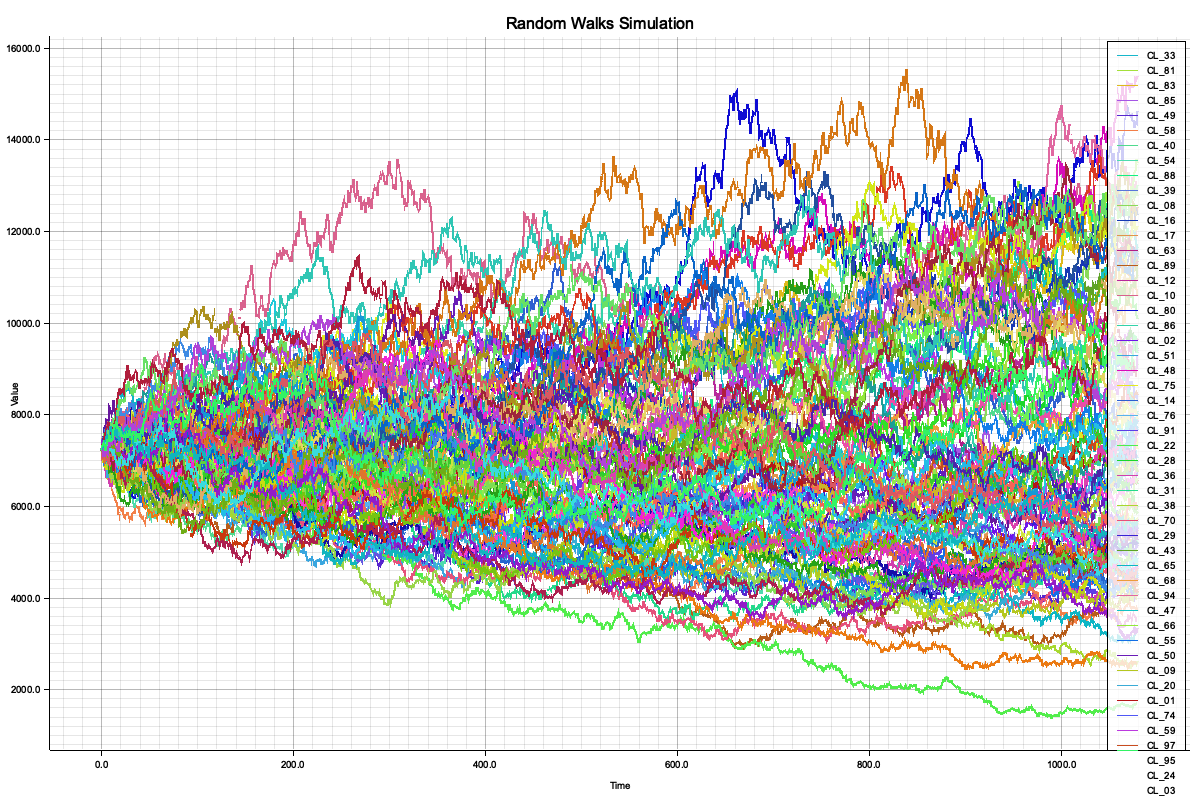 Random Walks Simulation
16000.0
14000.0
12000.0
10000.0
8000.0
6000.0
4000.0
2000.0
Value
0.0
200.0
400.0
600.0
800.0
1000.0
Time
CL_33
CL_81
CL_83
CL_85
CL_49
CL_58
CL_40
CL_54
CL_88
CL_39
CL_08
CL_16
CL_17
CL_63
CL_89
CL_12
CL_10
CL_80
CL_86
CL_02
CL_51
CL_48
CL_75
CL_14
CL_76
CL_91
CL_22
CL_28
CL_36
CL_31
CL_38
CL_70
CL_29
CL_43
CL_65
CL_68
CL_94
CL_47
CL_66
CL_55
CL_50
CL_09
CL_20
CL_01
CL_74
CL_59
CL_97
CL_95
CL_24
CL_03